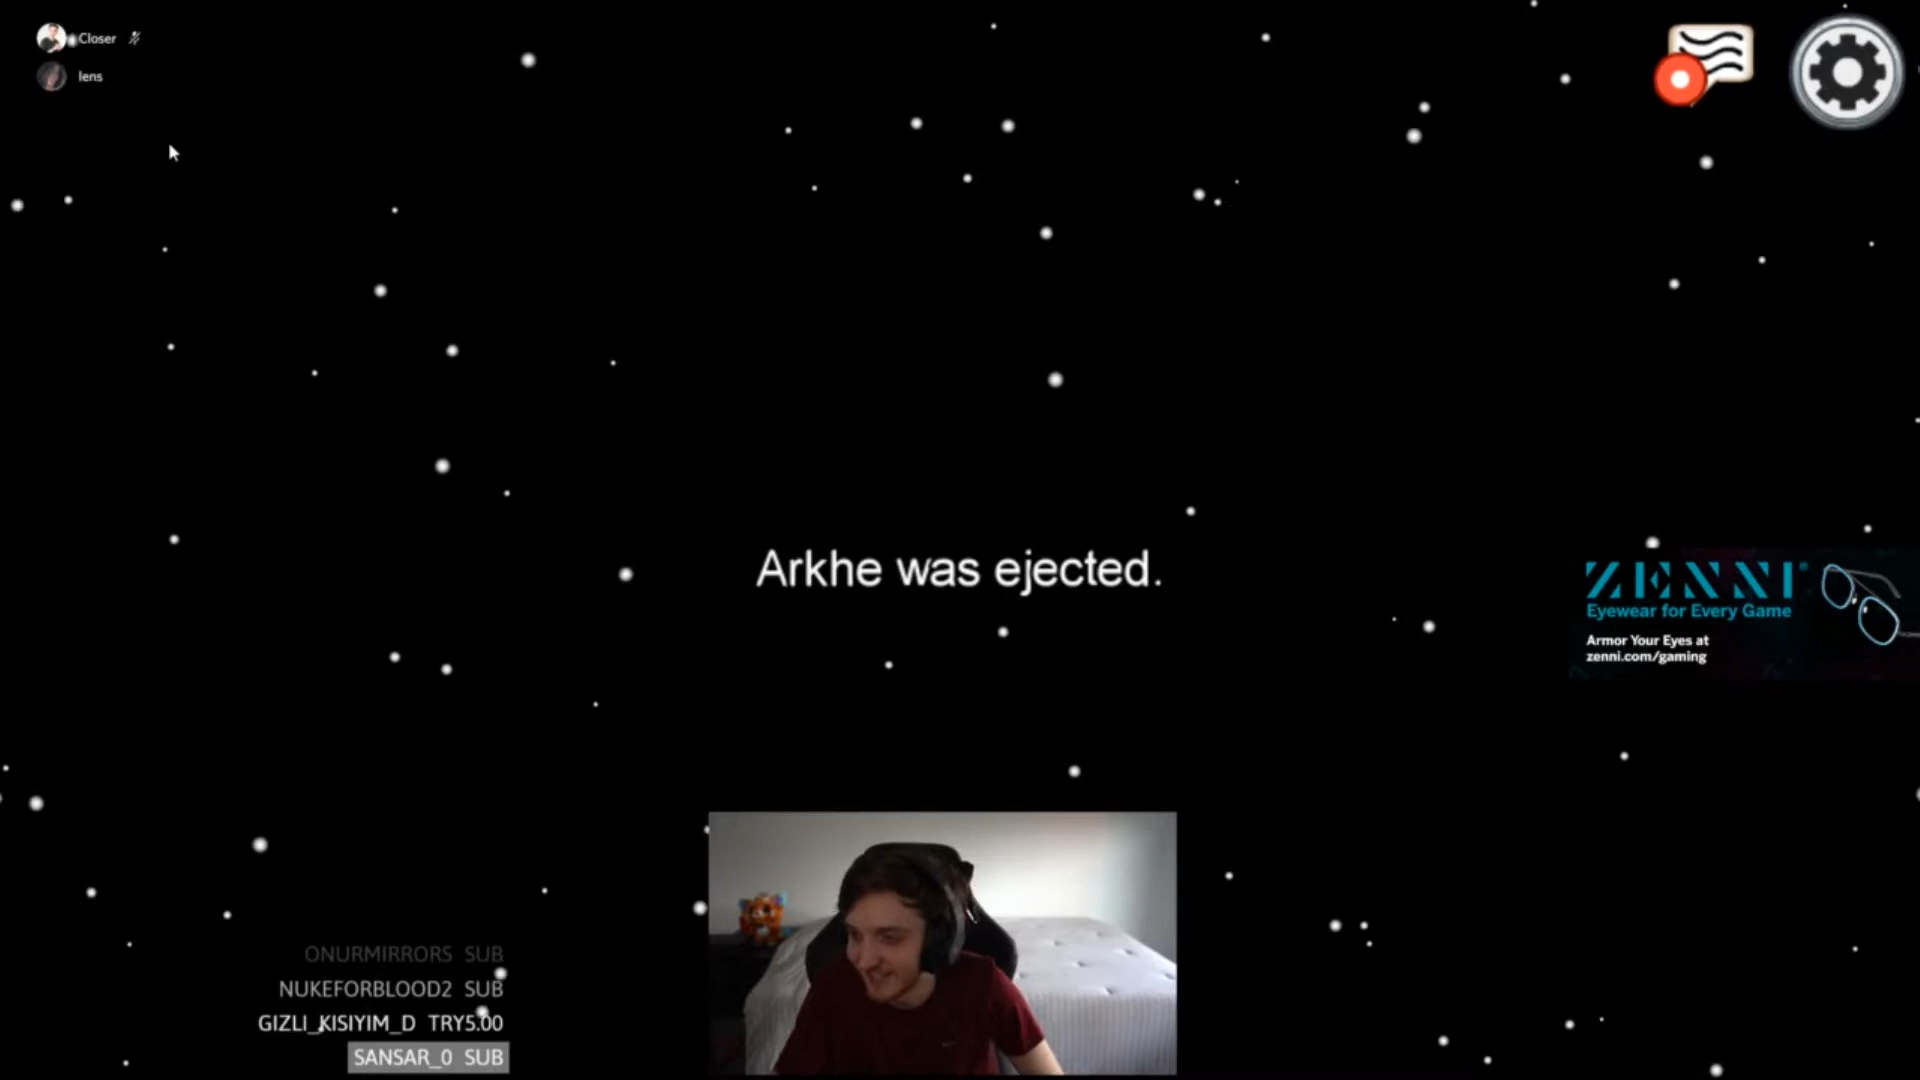 Closer
lens
Arkhe was ejected.
ZENNI
Eyewear for Every Game
Armor Your Eyes at
zenni.com/gaming
ONURMIRRORS SUB
NUKEFORBLOOD2 SUB
GIZLI_KISIYIM_D TRY5.00
SANSAR_0 SUB